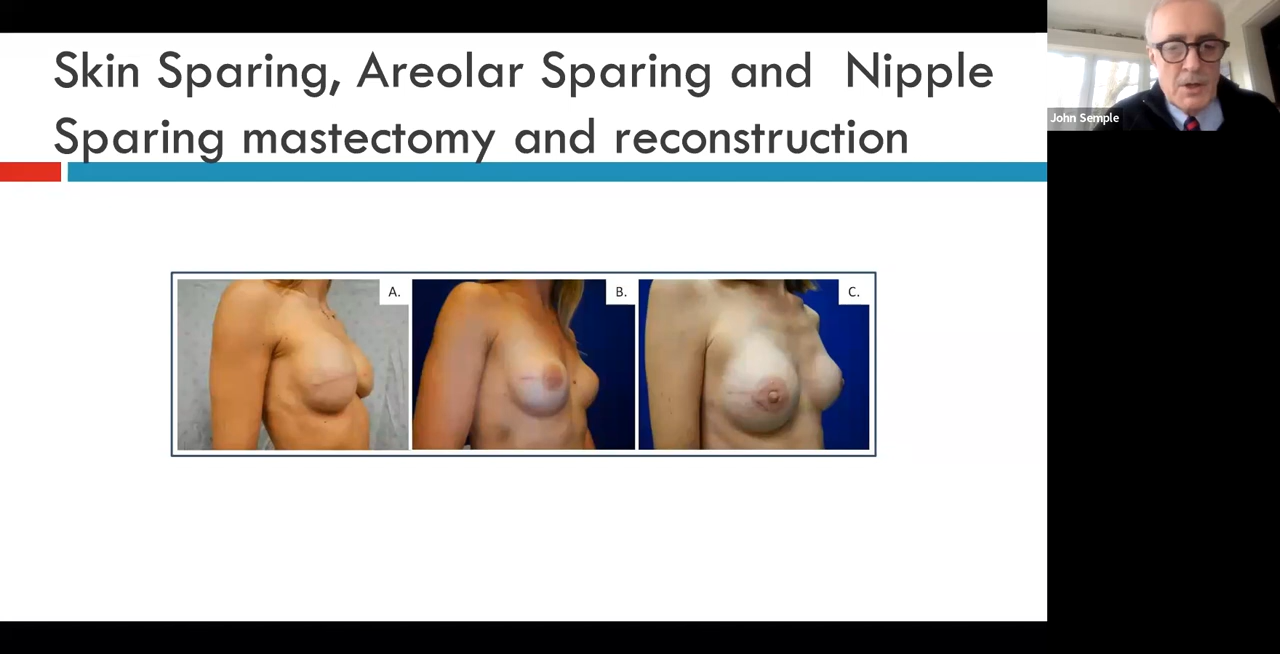 Skin Sparing, Areolar Sparing and Nipple
Sparing mastectomy and reconstruction
John Semple
A.
B.
C.